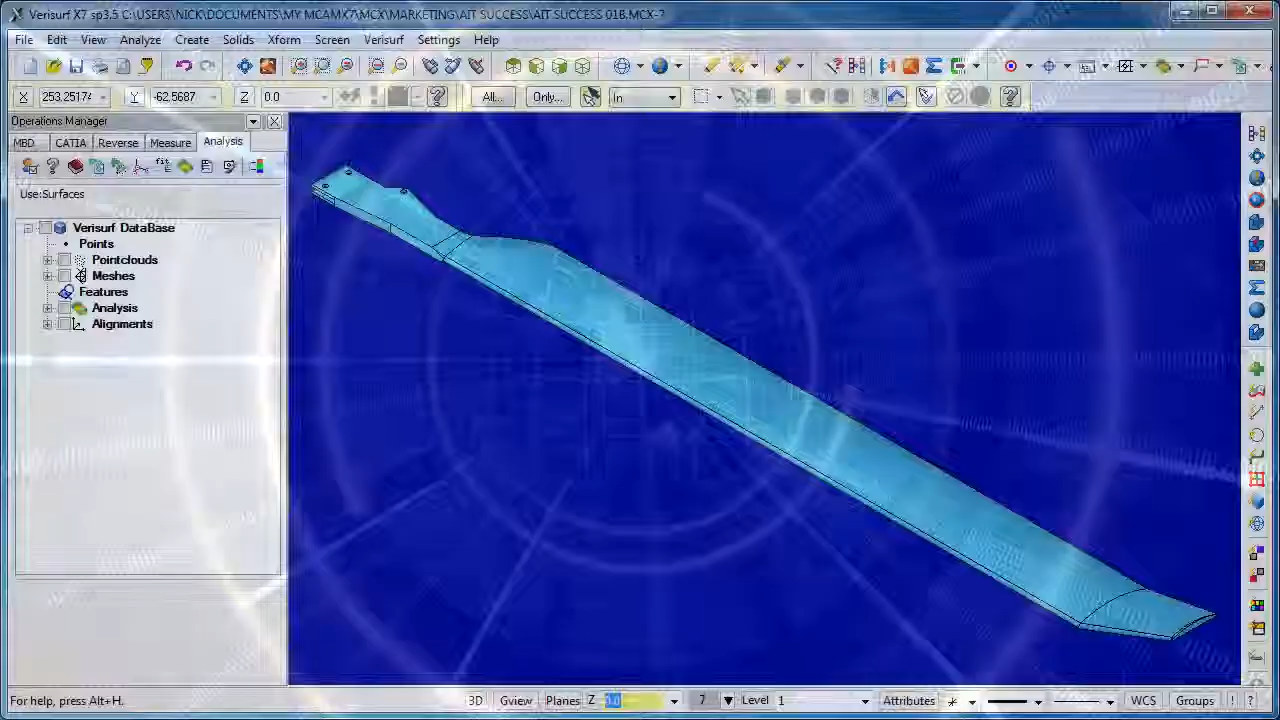 Verisurf X7 sp3.5 C:\USERS\NICK\DOCUMENTS\MY MCAMX7\MCX\MARKETING\AIT SUCCESS\AIT SUCCESS 01B.MCX-7
File Edit View Analyze Create Solids Xform Screen Verisurf Settings Help
X 253.25174 Y -62.5687 Z 0.0 All... Only... In
Operations Manager
MBD CATIA Reverse Measure Analysis
Use:Surfaces
Verisurf DataBase
Points
Pointclouds
Meshes
Features
Analysis
Alignments
For help, press Alt+H. 3D Gview Planes Z 0.0 7 Level 1 Attributes WCS Groups ! ?